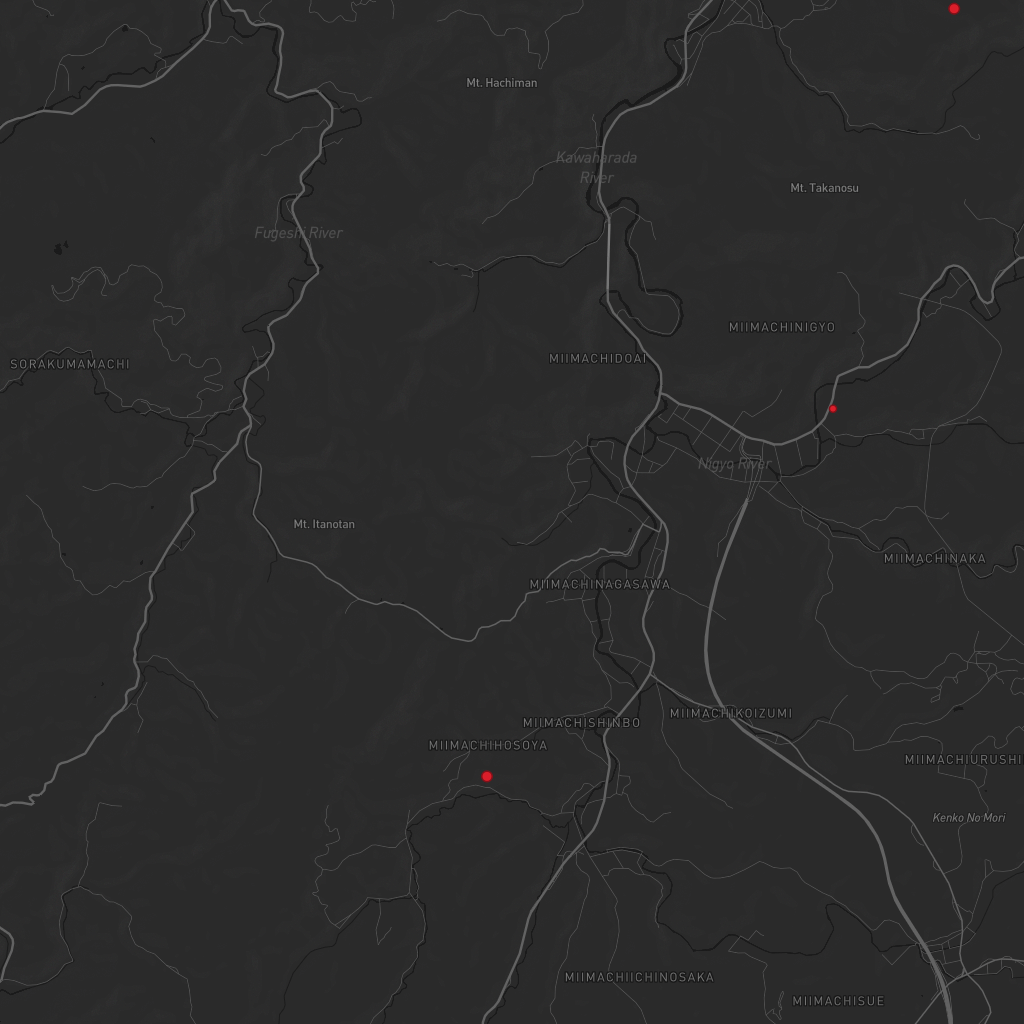 Mt. Hachiman
Kawaharada
River
Mt. Takanosu
Fugeshi River
MIIMACHINIGYO
MIIMACHIDOAI
SORAKUMAMACHI
Nigyo River
Mt. Itanotan
MIIMACHINAKA
MIIMACHINAGASAWA
MIIMACHIKOIZUMI
MIIMACHISHINBO
MIIMACHIHOSOYA
MIIMACHIURUSHI
Kenko No Mori
MIIMACHIICHINOSAKA
MIIMACHISUE